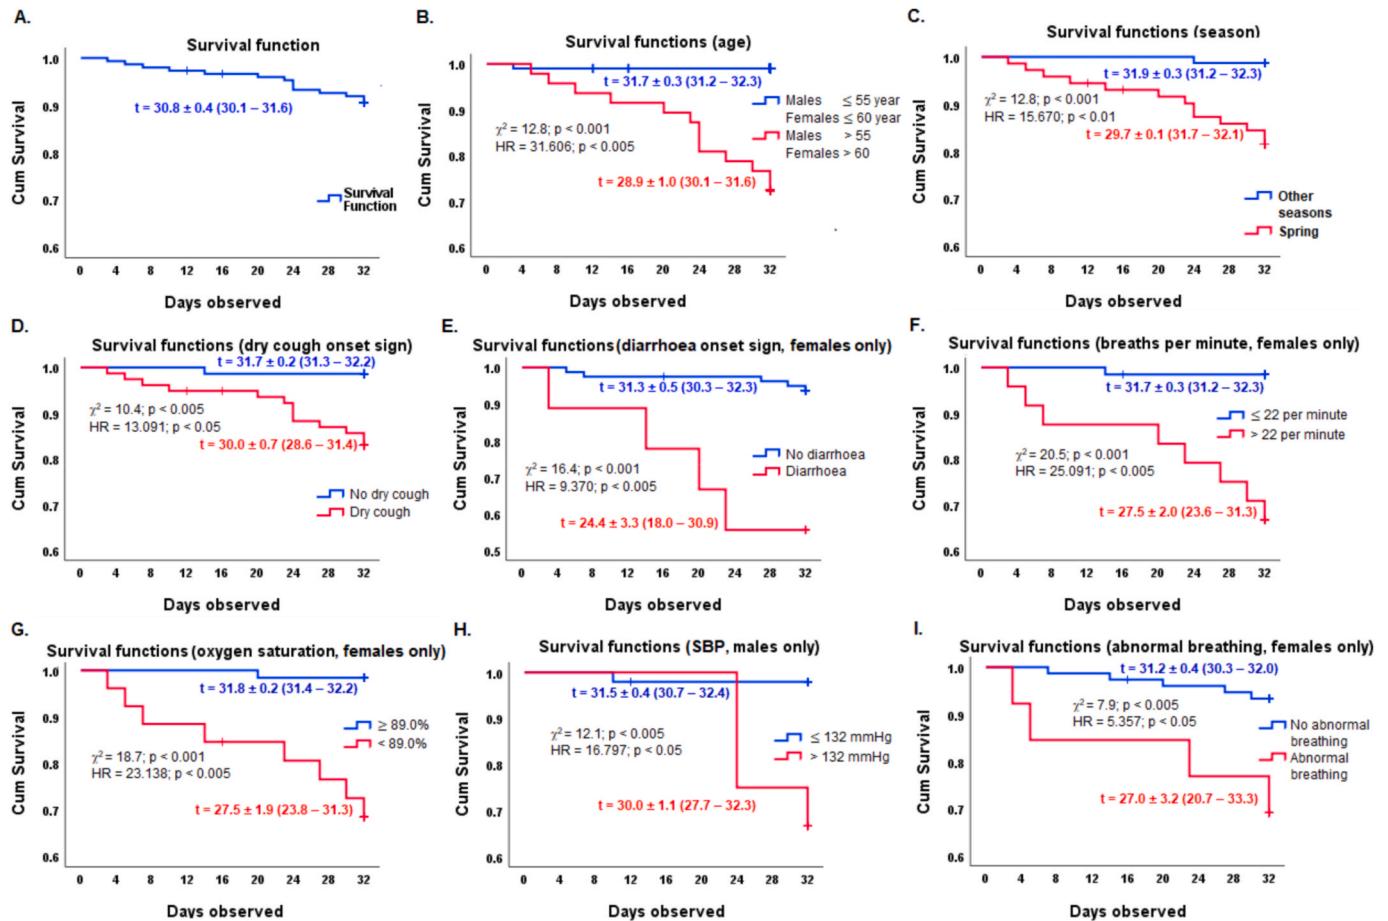 A.
Survival function
1.0
0.9
0.8
0.7
0.6
Cum Survival
t = 30.8 ± 0.4 (30.1 – 31.6)
Survival
Function
0 4 8 12 16 20 24 28 32
Days observed
B.
Survival functions (age)
1.0
0.9
0.8
0.7
0.6
Cum Survival
t = 31.7 ± 0.3 (31.2 – 32.3)
χ² = 12.8; p < 0.001
HR = 31.606; p < 0.005
Males ≤ 55 year
Females ≤ 60 year
Males > 55
Females > 60
t = 28.9 ± 1.0 (30.1 – 31.6)
0 4 8 12 16 20 24 28 32
Days observed
C.
Survival functions (season)
1.0
0.9
0.8
0.7
0.6
Cum Survival
t = 31.9 ± 0.3 (31.2 – 32.3)
χ² = 12.8; p < 0.001
HR = 15.670; p < 0.01
t = 29.7 ± 0.1 (31.7 – 32.1)
Other
seasons
Spring
0 4 8 12 16 20 24 28 32
Days observed
D.
Survival functions (dry cough onset sign)
1.0
0.9
0.8
0.7
0.6
Cum Survival
t = 31.7 ± 0.2 (31.3 – 32.2)
χ² = 10.4; p < 0.005
HR = 13.091; p < 0.05
t = 30.0 ± 0.7 (28.6 – 31.4)
No dry cough
Dry cough
0 4 8 12 16 20 24 28 32
Days observed
E.
Survival functions (diarrhoea onset sign, females only)
1.0
0.9
0.8
0.7
0.6
0.5
Cum Survival
t = 31.3 ± 0.5 (30.3 – 32.3)
No diarrhoea
Diarrhoea
χ² = 16.4; p < 0.001
HR = 9.370; p < 0.005
t = 24.4 ± 3.3 (18.0 – 30.9)
0 4 8 12 16 20 24 28 32
Days observed
F.
Survival functions (breaths per minute, females only)
1.0
0.9
0.8
0.7
0.6
Cum Survival
t = 31.7 ± 0.3 (31.2 – 32.3)
≤ 22 per minute
> 22 per minute
χ² = 20.5; p < 0.001
HR = 25.091; p < 0.005
t = 27.5 ± 2.0 (23.6 – 31.3)
0 4 8 12 16 20 24 28 32
Days observed
G.
Survival functions (oxygen saturation, females only)
1.0
0.9
0.8
0.7
0.6
Cum Survival
t = 31.8 ± 0.2 (31.4 – 32.2)
≥ 89.0%
< 89.0%
χ² = 18.7; p < 0.001
HR = 23.138; p < 0.005
t = 27.5 ± 1.9 (23.8 – 31.3)
0 4 8 12 16 20 24 28 32
Days observed
H.
Survival functions (SBP, males only)
1.0
0.9
0.8
0.7
0.6
Cum Survival
t = 31.5 ± 0.4 (30.7 – 32.4)
χ² = 12.1; p < 0.005
HR = 16.797; p < 0.05
≤ 132 mmHg
> 132 mmHg
t = 30.0 ± 1.1 (27.7 – 32.3)
0 4 8 12 16 20 24 28 32
Days observed
I.
Survival functions (abnormal breathing, females only)
1.0
0.9
0.8
0.7
0.6
Cum Survival
t = 31.2 ± 0.4 (30.3 – 32.0)
χ² = 7.9; p < 0.005
HR = 5.357; p < 0.05
No abnormal
breathing
Abnormal
breathing
t = 27.0 ± 3.2 (20.7 – 33.3)
0 4 8 12 16 20 24 28 32
Days observed